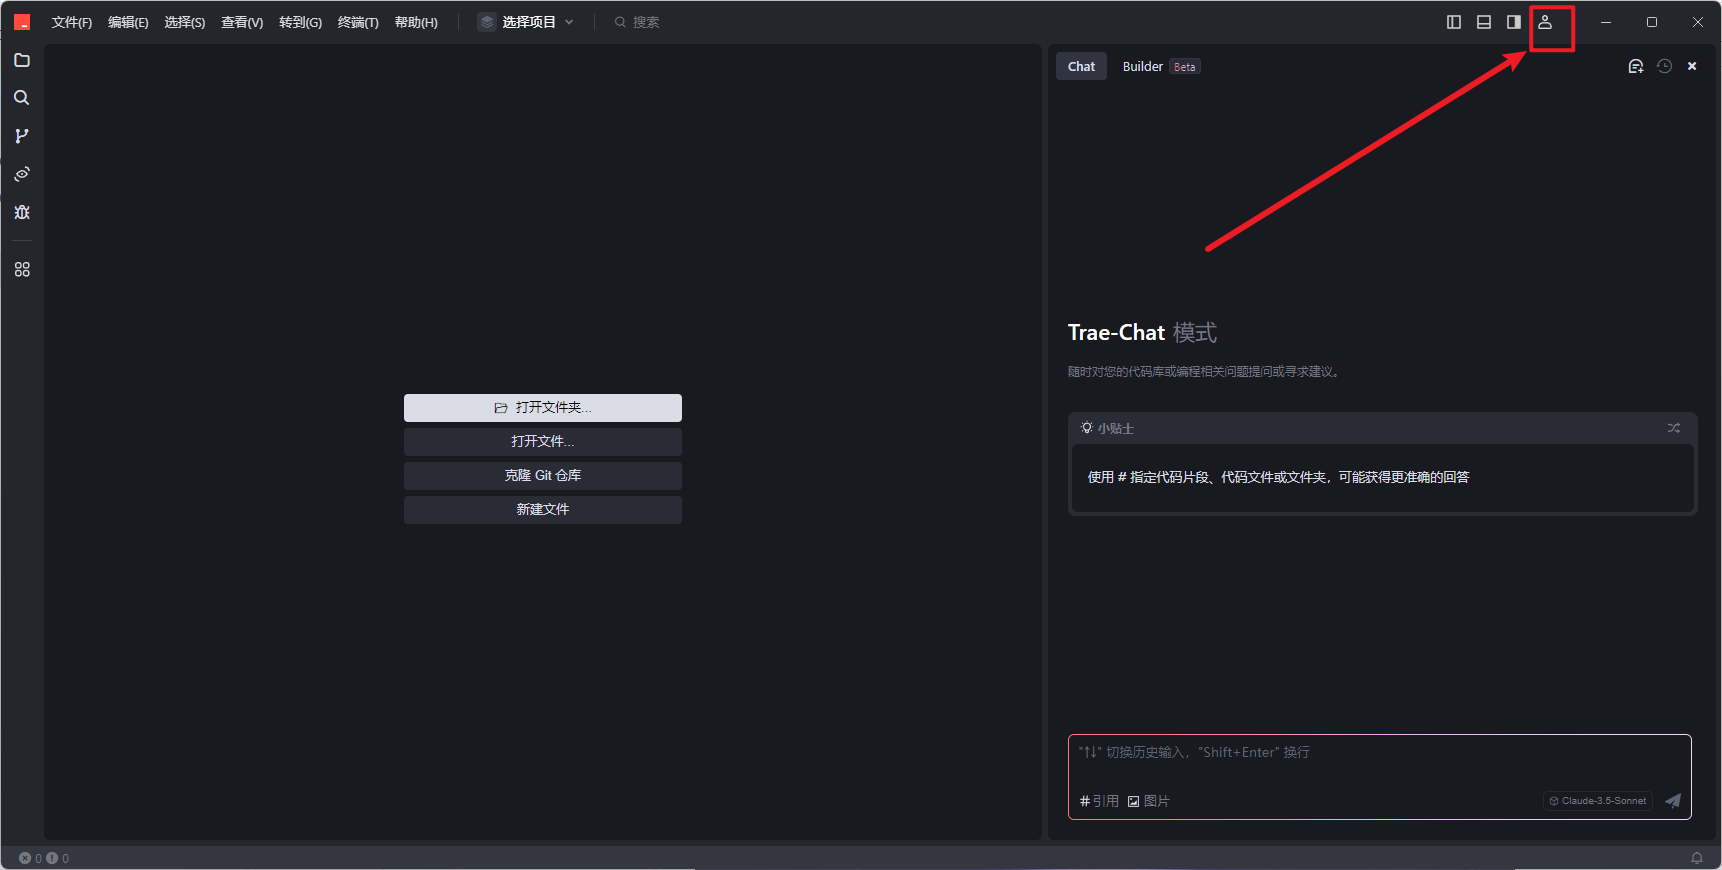 文件(F) 编辑(E) 选择(S) 查看(V) 转到(G) 终端(T) 帮助(H) 选择项目 搜索
Chat Builder Beta
Trae-Chat 模式
随时对您的代码库或编程相关问题提问或寻求建议。
打开文件夹...
打开文件...
克隆 Git 仓库
新建文件
小贴士
使用 # 指定代码片段、代码文件或文件夹，可能获得更准确的回答
"↑↓" 切换历史输入，"Shift+Enter" 换行
#引用 图片 Claude-3.5-Sonnet
0 0